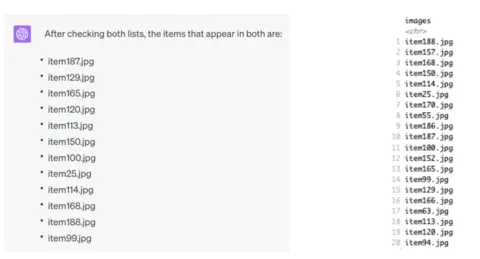 After checking both lists, the items that appear in both are:
• item187.jpg
• item129.jpg
• item165.jpg
• item120.jpg
• item113.jpg
• item150.jpg
• item100.jpg
• item25.jpg
• item114.jpg
• item168.jpg
• item188.jpg
• item99.jpg
images
<chr>
1 item188.jpg
2 item157.jpg
3 item168.jpg
4 item150.jpg
5 item114.jpg
6 item25.jpg
7 item170.jpg
8 item55.jpg
9 item186.jpg
10 item187.jpg
11 item100.jpg
12 item152.jpg
13 item165.jpg
14 item99.jpg
15 item129.jpg
16 item166.jpg
17 item63.jpg
18 item113.jpg
19 item120.jpg
20 item94.jpg